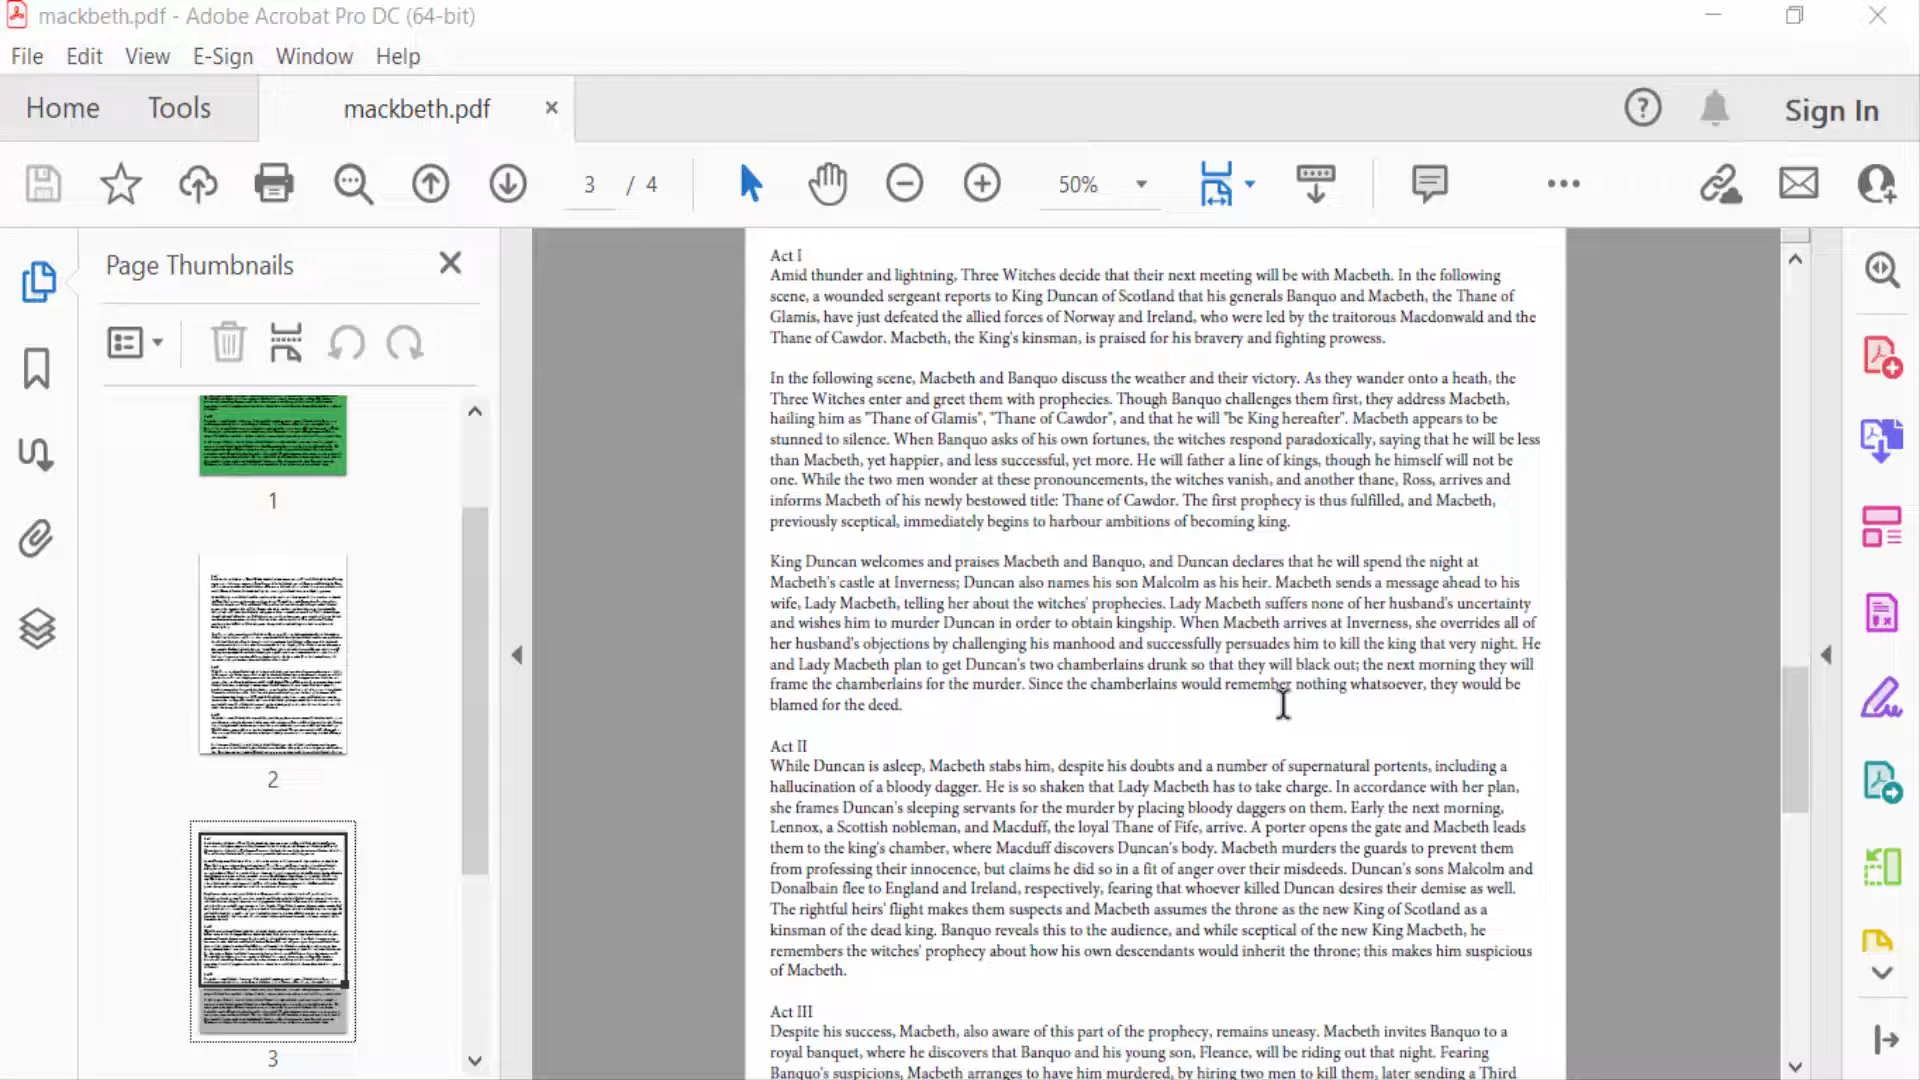 mackbeth.pdf - Adobe Acrobat Pro DC (64-bit)
File Edit View E-Sign Window Help
Home Tools mackbeth.pdf × Sign In
3 / 4 50%
Page Thumbnails
1
2
3
Act I
Amid thunder and lightning, Three Witches decide that their next meeting will be with Macbeth. In the following
scene, a wounded sergeant reports to King Duncan of Scotland that his generals Banquo and Macbeth, the Thane of
Glamis, have just defeated the allied forces of Norway and Ireland, who were led by the traitorous Macdonwald and the
Thane of Cawdor. Macbeth, the King's kinsman, is praised for his bravery and fighting prowess.
In the following scene, Macbeth and Banquo discuss the weather and their victory. As they wander onto a heath, the
Three Witches enter and greet them with prophecies. Though Banquo challenges them first, they address Macbeth,
hailing him as "Thane of Glamis", "Thane of Cawdor", and that he will "be King hereafter". Macbeth appears to be
stunned to silence. When Banquo asks of his own fortunes, the witches respond paradoxically, saying that he will be less
than Macbeth, yet happier, and less successful, yet more. He will father a line of kings, though he himself will not be
one. While the two men wonder at these pronouncements, the witches vanish, and another thane, Ross, arrives and
informs Macbeth of his newly bestowed title: Thane of Cawdor. The first prophecy is thus fulfilled, and Macbeth,
previously sceptical, immediately begins to harbour ambitions of becoming king.
King Duncan welcomes and praises Macbeth and Banquo, and Duncan declares that he will spend the night at
Macbeth's castle at Inverness; Duncan also names his son Malcolm as his heir. Macbeth sends a message ahead to his
wife, Lady Macbeth, telling her about the witches' prophecies. Lady Macbeth suffers none of her husband's uncertainty
and wishes him to murder Duncan in order to obtain kingship. When Macbeth arrives at Inverness, she overrides all of
her husband's objections by challenging his manhood and successfully persuades him to kill the king that very night. He
and Lady Macbeth plan to get Duncan's two chamberlains drunk so that they will black out; the next morning they will
frame the chamberlains for the murder. Since the chamberlains would remember nothing whatsoever, they would be
blamed for the deed.
Act II
While Duncan is asleep, Macbeth stabs him, despite his doubts and a number of supernatural portents, including a
hallucination of a bloody dagger. He is so shaken that Lady Macbeth has to take charge. In accordance with her plan,
she frames Duncan's sleeping servants for the murder by placing bloody daggers on them. Early the next morning,
Lennox, a Scottish nobleman, and Macduff, the loyal Thane of Fife, arrive. A porter opens the gate and Macbeth leads
them to the king's chamber, where Macduff discovers Duncan's body. Macbeth murders the guards to prevent them
from professing their innocence, but claims he did so in a fit of anger over their misdeeds. Duncan's sons Malcolm and
Donalbain flee to England and Ireland, respectively, fearing that whoever killed Duncan desires their demise as well.
The rightful heirs' flight makes them suspects and Macbeth assumes the throne as the new King of Scotland as a
kinsman of the dead king. Banquo reveals this to the audience, and while sceptical of the new King Macbeth, he
remembers the witches' prophecy about how his own descendants would inherit the throne; this makes him suspicious
of Macbeth.
Act III
Despite his success, Macbeth, also aware of this part of the prophecy, remains uneasy. Macbeth invites Banquo to a
royal banquet, where he discovers that Banquo and his young son, Fleance, will be riding out that night. Fearing
Banquo's suspicions, Macbeth arranges to have him murdered, by hiring two men to kill them, later sending a Third